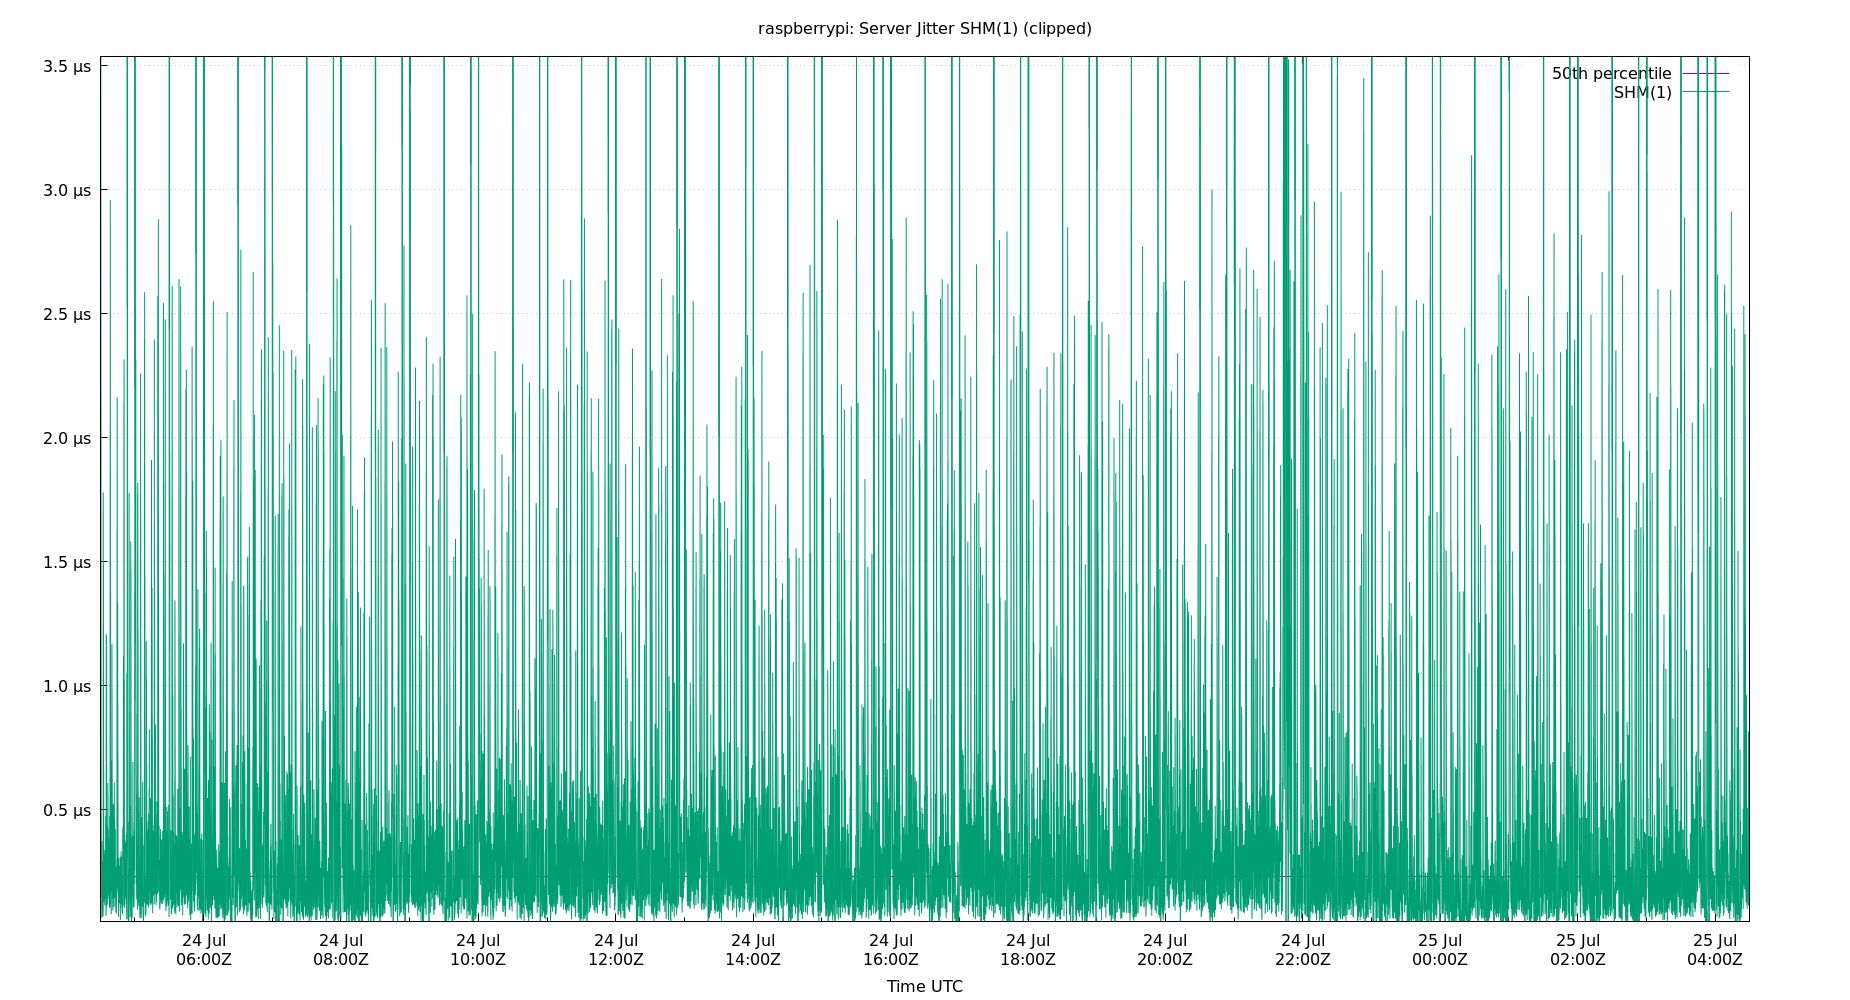 raspberrypi: Server Jitter SHM(1) (clipped)
3.5 µs
3.0 µs
2.5 µs
2.0 µs
1.5 µs
1.0 µs
0.5 µs
50th percentile
SHM(1)
24 Jul 24 Jul 24 Jul 24 Jul 24 Jul 24 Jul 24 Jul 24 Jul 24 Jul 25 Jul 25 Jul 25 Jul
06:00Z 08:00Z 10:00Z 12:00Z 14:00Z 16:00Z 18:00Z 20:00Z 22:00Z 00:00Z 02:00Z 04:00Z
Time UTC